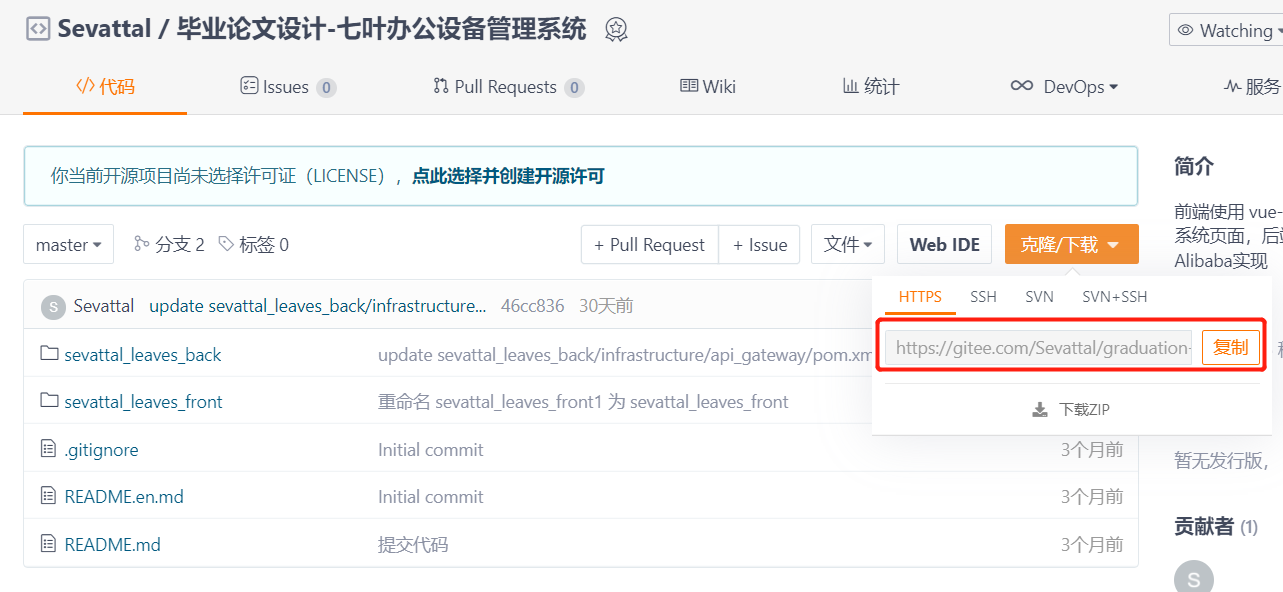 Sevattal / 毕业论文设计-七叶办公设备管理系统
Watching
代码 Issues 0 Pull Requests 0 Wiki 统计 DevOps 服务
你当前开源项目尚未选择许可证（LICENSE），点此选择并创建开源许可
简介
前端使用 vue-
系统页面，后端
Alibaba实现
master 分支 2 标签 0 + Pull Request + Issue 文件 Web IDE 克隆/下载
HTTPS SSH SVN SVN+SSH
https://gitee.com/Sevattal/graduation- 复制
下载ZIP
S Sevattal update sevattal_leaves_back/infrastructure... 46cc836 30天前
sevattal_leaves_back update sevattal_leaves_back/infrastructure/api_gateway/pom.xm
sevattal_leaves_front 重命名 sevattal_leaves_front1 为 sevattal_leaves_front
.gitignore Initial commit 3个月前
README.en.md Initial commit 3个月前
README.md 提交代码 3个月前
暂无发行版，
贡献者 (1)
S